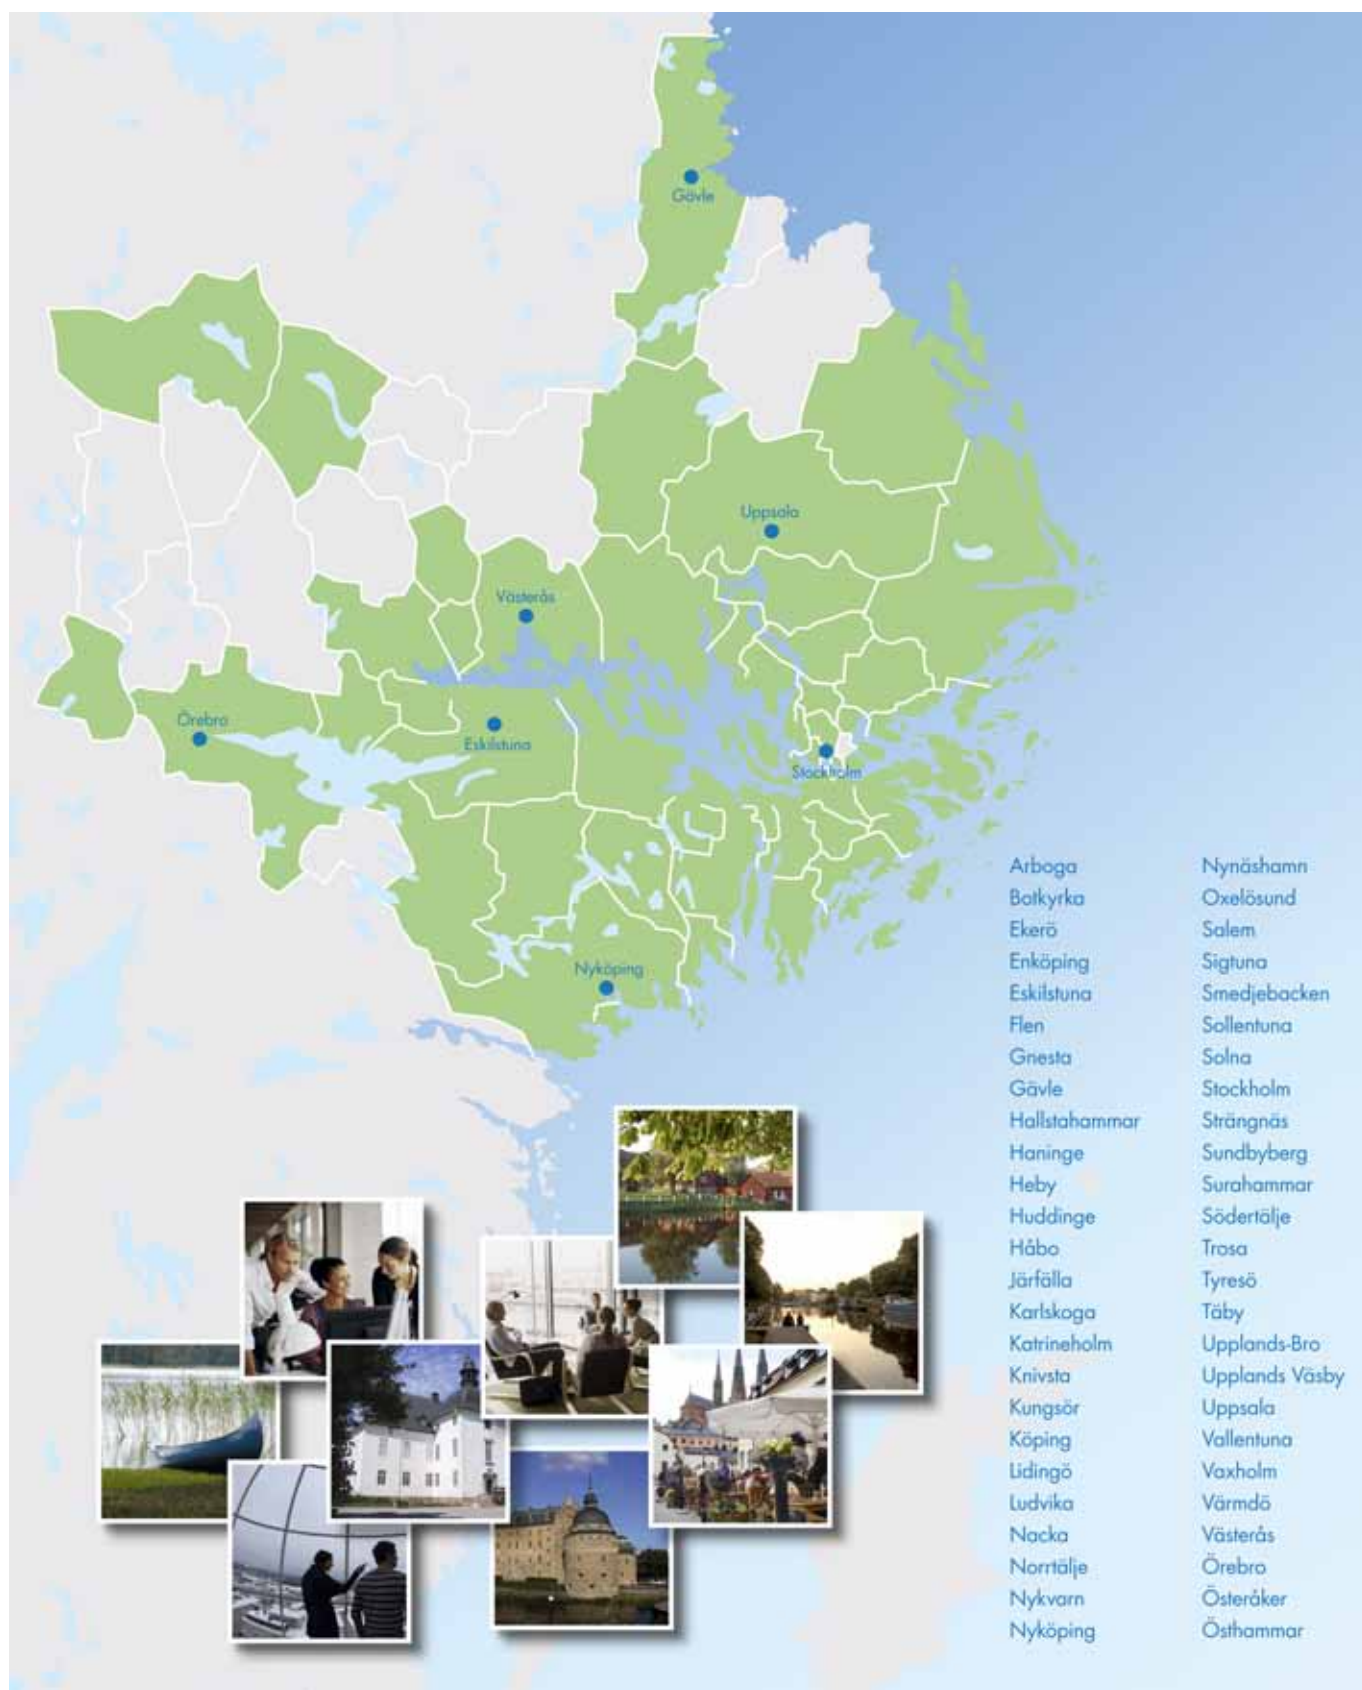 Gävle
Uppsala
Västerås
Örebro
Eskilstuna
Stockholm
Nyköping
Arboga
Botkyrka
Ekerö
Enköping
Eskilstuna
Flen
Gnesta
Gävle
Hallstahammar
Haninge
Heby
Huddinge
Håbo
Järfälla
Karlskoga
Katrineholm
Knivsta
Kungsör
Köping
Lidingö
Ludvika
Nacka
Norrtälje
Nykvarn
Nyköping
Nynäshamn
Oxelösund
Salem
Sigtuna
Smedjebacken
Sollentuna
Solna
Stockholm
Strängnäs
Sundbyberg
Surahammar
Södertälje
Trosa
Tyresö
Täby
Upplands-Bro
Upplands Väsby
Uppsala
Vallentuna
Vaxholm
Värmdö
Västerås
Örebro
Österåker
Östhammar